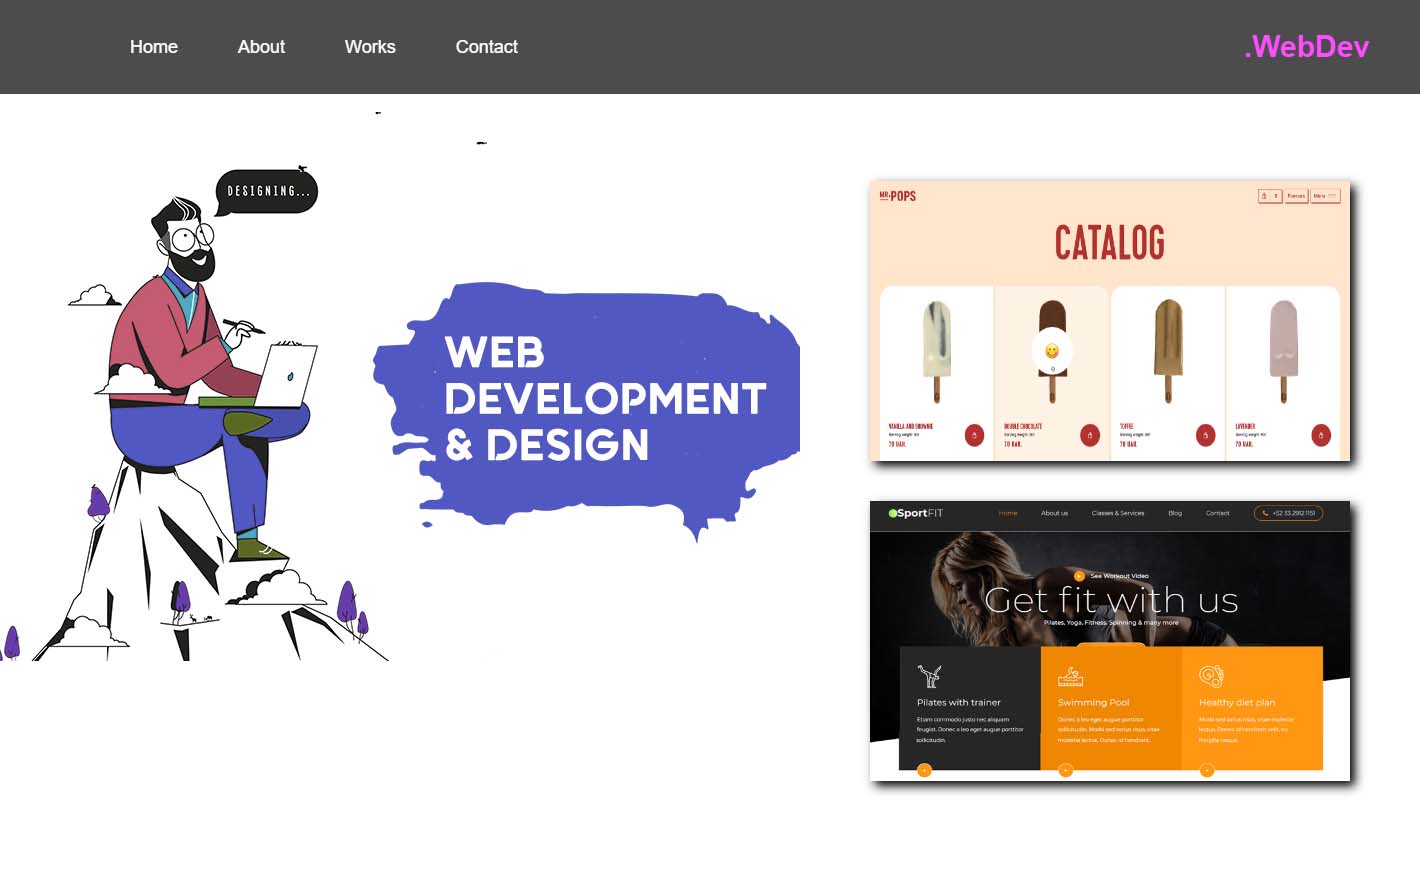 Home About Works Contact .WebDev
DESIGNING...
WEB
DEVELOPMENT
& DESIGN
MR.POPS
Menu
CATALOG
VANILLA AND BROWNIE
70 UAH.
DOUBLE CHOCOLATE
70 UAH.
TOFFEE
70 UAH.
LAVENDER
70 UAH.
SportFIT Home About us Classes & Services Blog Contact +52 33.2912.1151
See Workout Video
Get fit with us
Pilates, Yoga, Fitness, Spinning & many more
Pilates with trainer
Etiam commodo justo nec aliquam
feugiat. Donec a leo eget augue porttitor
sollicitudin.
Swimming Pool
Donec a leo eget augue porttitor
sollicitudin. Morbi sed varius risus, vitae
molestie lectus. Donec id hendrerit.
Healthy diet plan
Morbi sed varius risus, vitae molestie
lectus. Donec id hendrerit velit, eu
fringilla neque.